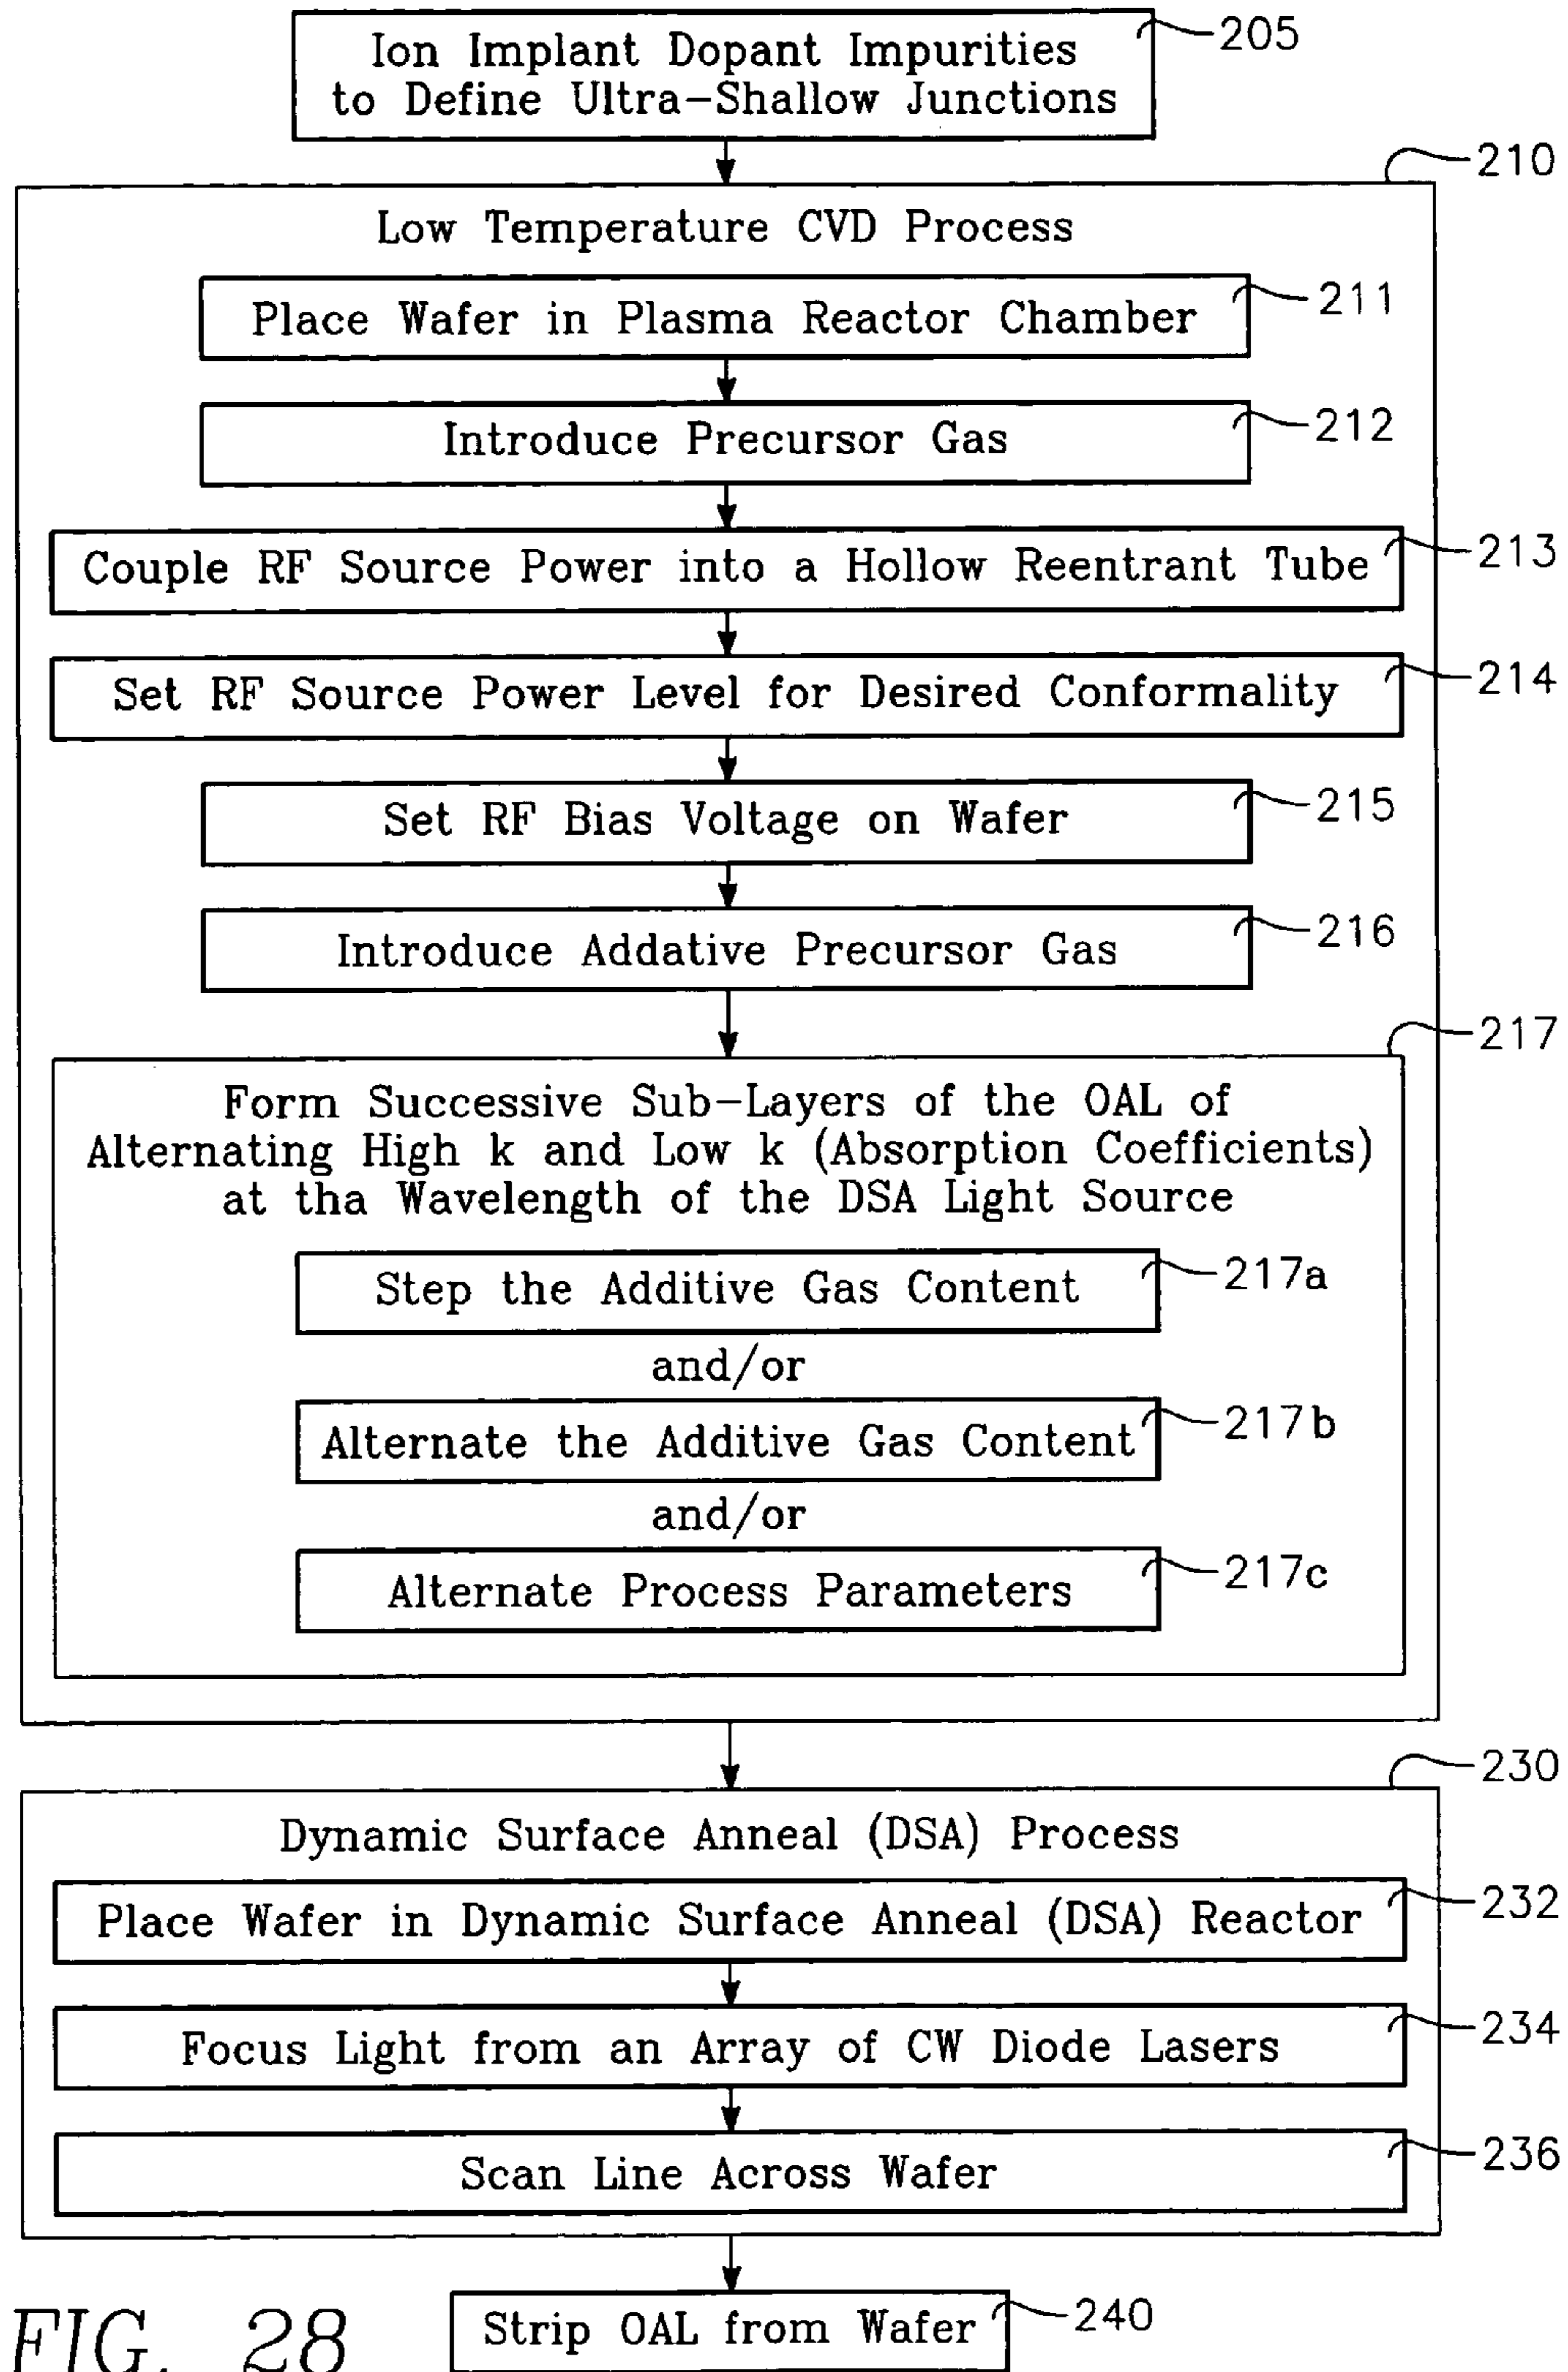 Ion Implant Dopant Impurities
to Define Ultra-Shallow Junctions
205
210
Low Temperature CVD Process
Place Wafer in Plasma Reactor Chamber
211
Introduce Precursor Gas
212
Couple RF Source Power into a Hollow Reentrant Tube
213
Set RF Source Power Level for Desired Conformality
214
Set RF Bias Voltage on Wafer
215
Introduce Addative Precursor Gas
216
217
Form Successive Sub-Layers of the OAL of
Alternating High k and Low k (Absorption Coefficients)
at tha Wavelength of the DSA Light Source
Step the Additive Gas Content
217a
and/or
Alternate the Additive Gas Content
217b
and/or
Alternate Process Parameters
217c
230
Dynamic Surface Anneal (DSA) Process
Place Wafer in Dynamic Surface Anneal (DSA) Reactor
232
Focus Light from an Array of CW Diode Lasers
234
Scan Line Across Wafer
236
Strip OAL from Wafer
240
FIG. 28